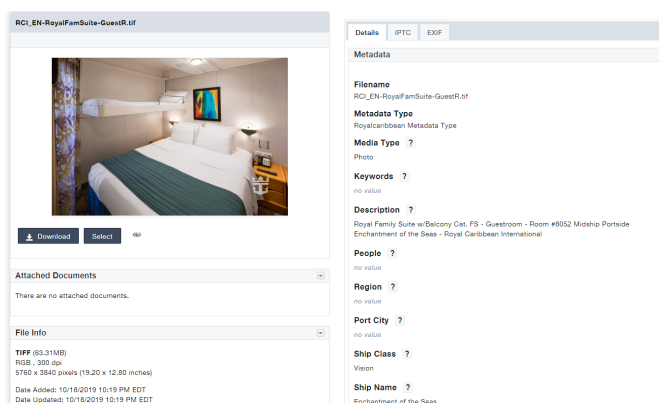 RCI_EN-RoyalFamSuite-GuestR.tif
Download
Select
Attached Documents
There are no attached documents.
File Info
TIFF (63.31MB)
RGB , 300 dpi
5760 x 3840 pixels (19.20 x 12.80 inches)
Date Added: 10/18/2019 10:19 PM EDT
Date Updated: 10/18/2019 10:19 PM EDT
Details IPTC EXIF
Metadata
Filename
RCI_EN-RoyalFamSuite-GuestR.tif
Metadata Type
Royalcaribbean Metadata Type
Media Type ?
Photo
Keywords ?
no value
Description ?
Royal Family Suite w/Balcony Cat. FS - Guestroom - Room #8052 Midship Portside
Enchantment of the Seas - Royal Caribbean International
People ?
no value
Region ?
no value
Port City ?
no value
Ship Class ?
Vision
Ship Name ?
Enchantment of the Seas